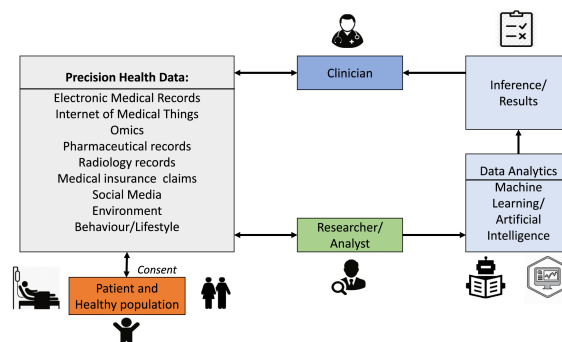 Precision Health Data:
Electronic Medical Records
Internet of Medical Things
Omics
Pharmaceutical records
Radiology records
Medical insurance claims
Social Media
Environment
Behaviour/Lifestyle
Clinician
Inference/
Results
Data Analytics
Machine
Learning/
Artificial
Intelligence
Researcher/
Analyst
Consent
Patient and
Healthy population